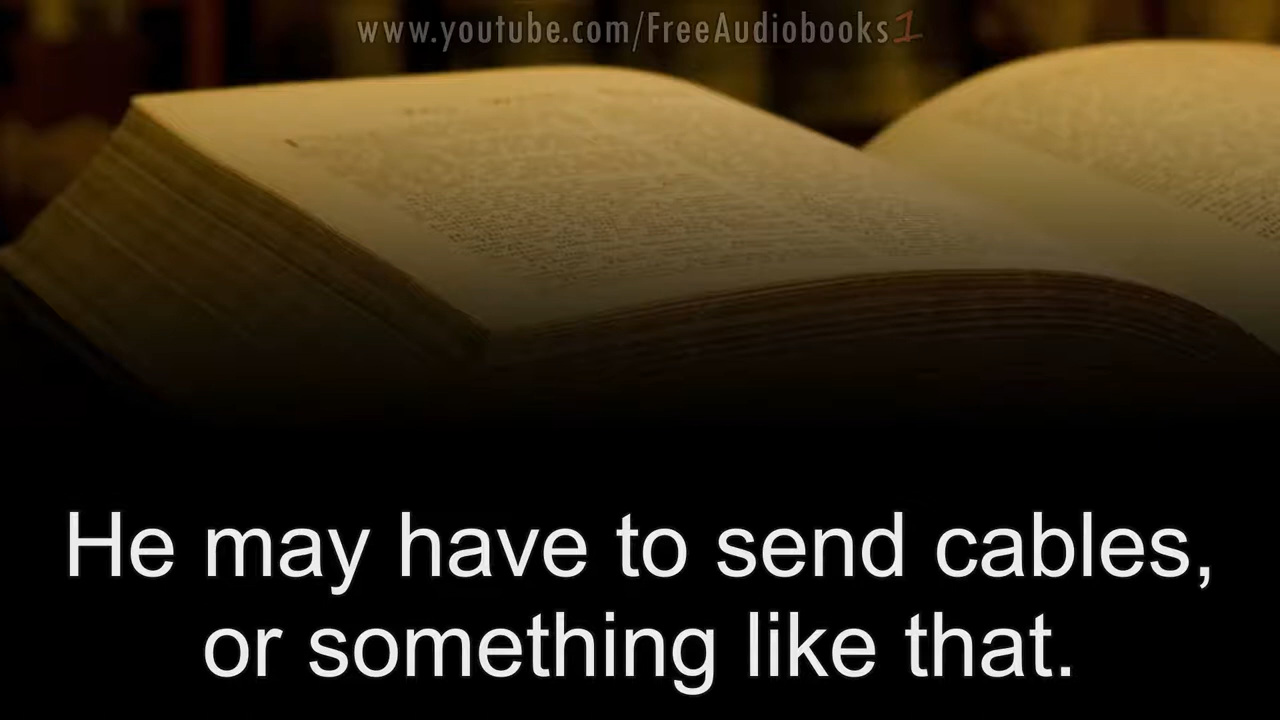 www.youtube.com/FreeAudiobooks1
He may have to send cables,
or something like that.